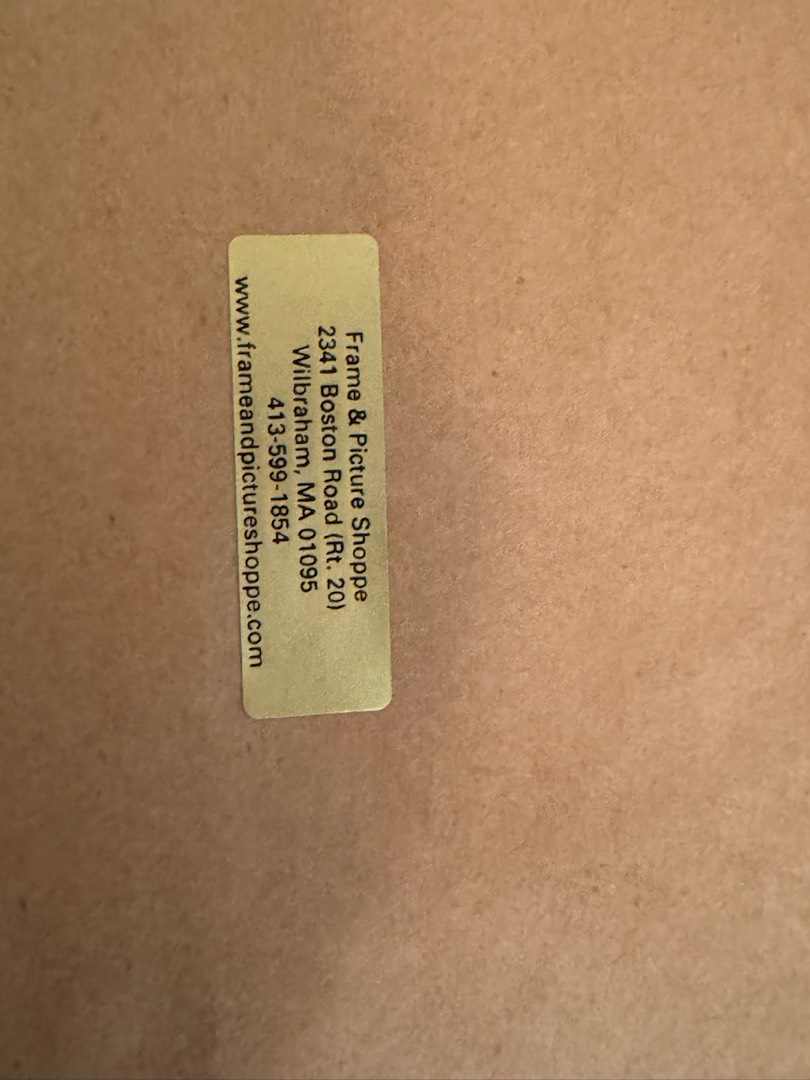 Frame & Picture Shoppe
2341 Boston Road (Rt. 20)
Wilbraham, MA 01095
413-599-1854
www.frameandpictureshoppe.com